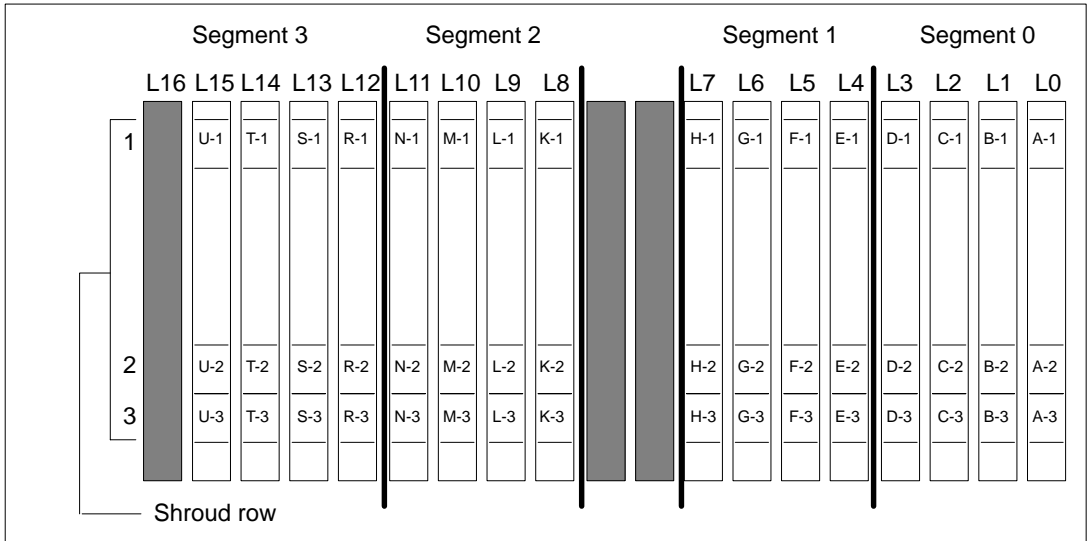 Segment 3 Segment 2 Segment 1 Segment 0
L16 L15 L14 L13 L12 L11 L10 L9 L8 L7 L6 L5 L4 L3 L2 L1 L0
1 U-1 T-1 S-1 R-1 N-1 M-1 L-1 K-1 H-1 G-1 F-1 E-1 D-1 C-1 B-1 A-1
2 U-2 T-2 S-2 R-2 N-2 M-2 L-2 K-2 H-2 G-2 F-2 E-2 D-2 C-2 B-2 A-2
3 U-3 T-3 S-3 R-3 N-3 M-3 L-3 K-3 H-3 G-3 F-3 E-3 D-3 C-3 B-3 A-3
Shroud row